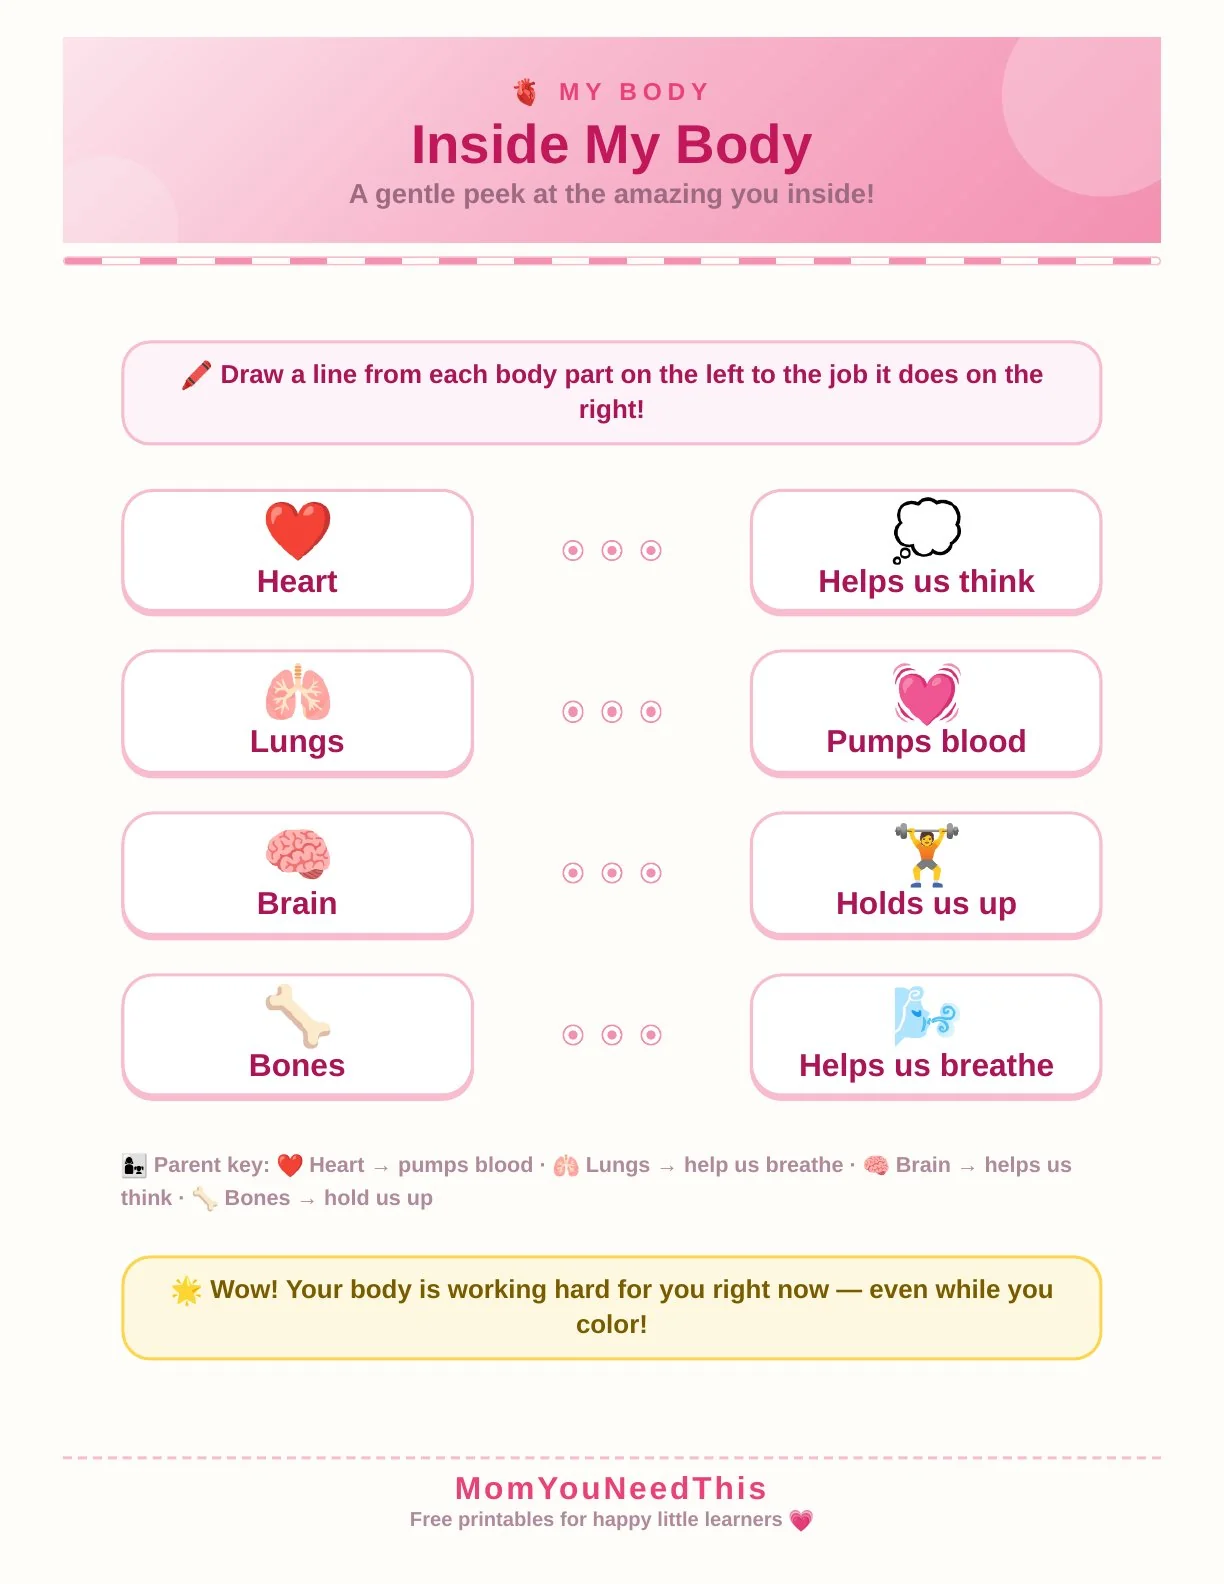 MY BODY
Inside My Body
A gentle peek at the amazing you inside!
Draw a line from each body part on the left to the job it does on the
right!
Heart
Helps us think
Lungs
Pumps blood
Brain
Holds us up
Bones
Helps us breathe
Parent key: ❤️ Heart → pumps blood · 🫁 Lungs → help us breathe · 🧠 Brain → helps us
think · 🦴 Bones → hold us up
Wow! Your body is working hard for you right now — even while you
color!
MomYouNeedThis
Free printables for happy little learners